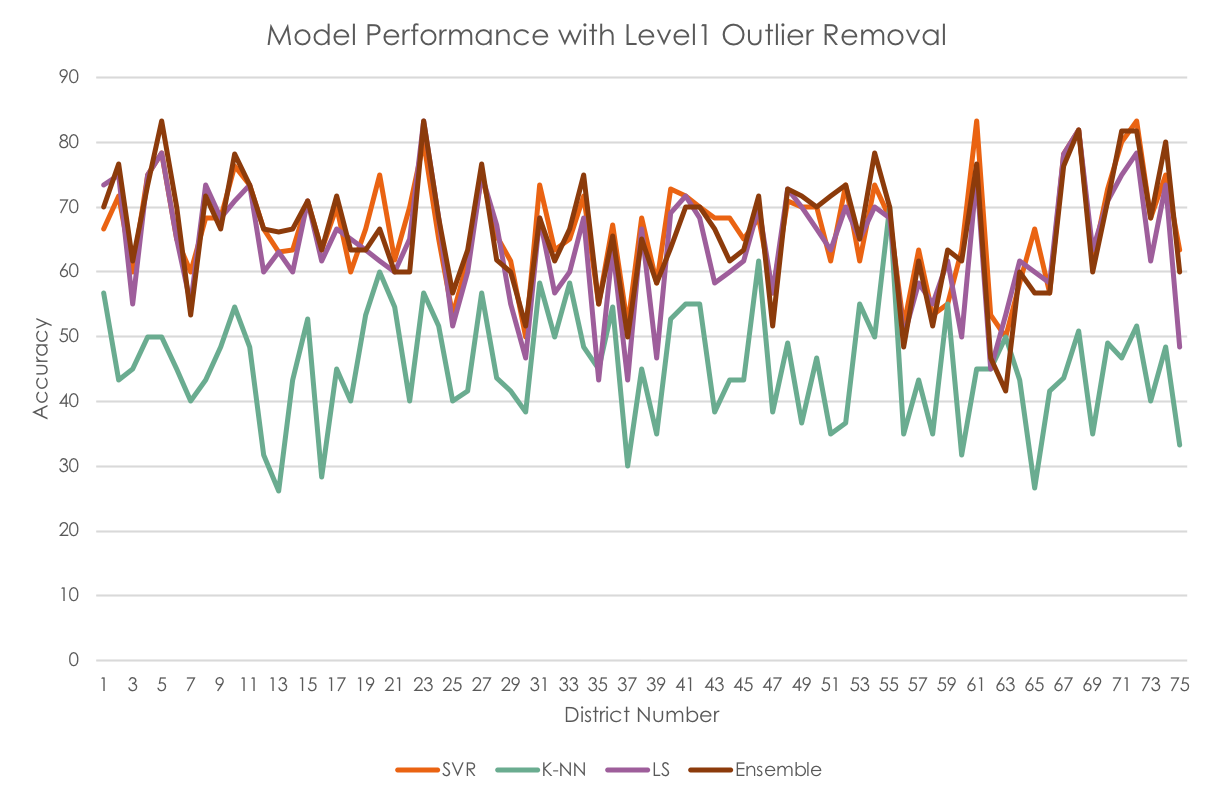 Model Performance with Level1 Outlier Removal
90
80
70
60
50
40
30
20
10
0
Accuracy
1 3 5 7 9 11 13 15 17 19 21 23 25 27 29 31 33 35 37 39 41 43 45 47 49 51 53 55 57 59 61 63 65 67 69 71 73 75
District Number
SVR K-NN LS Ensemble